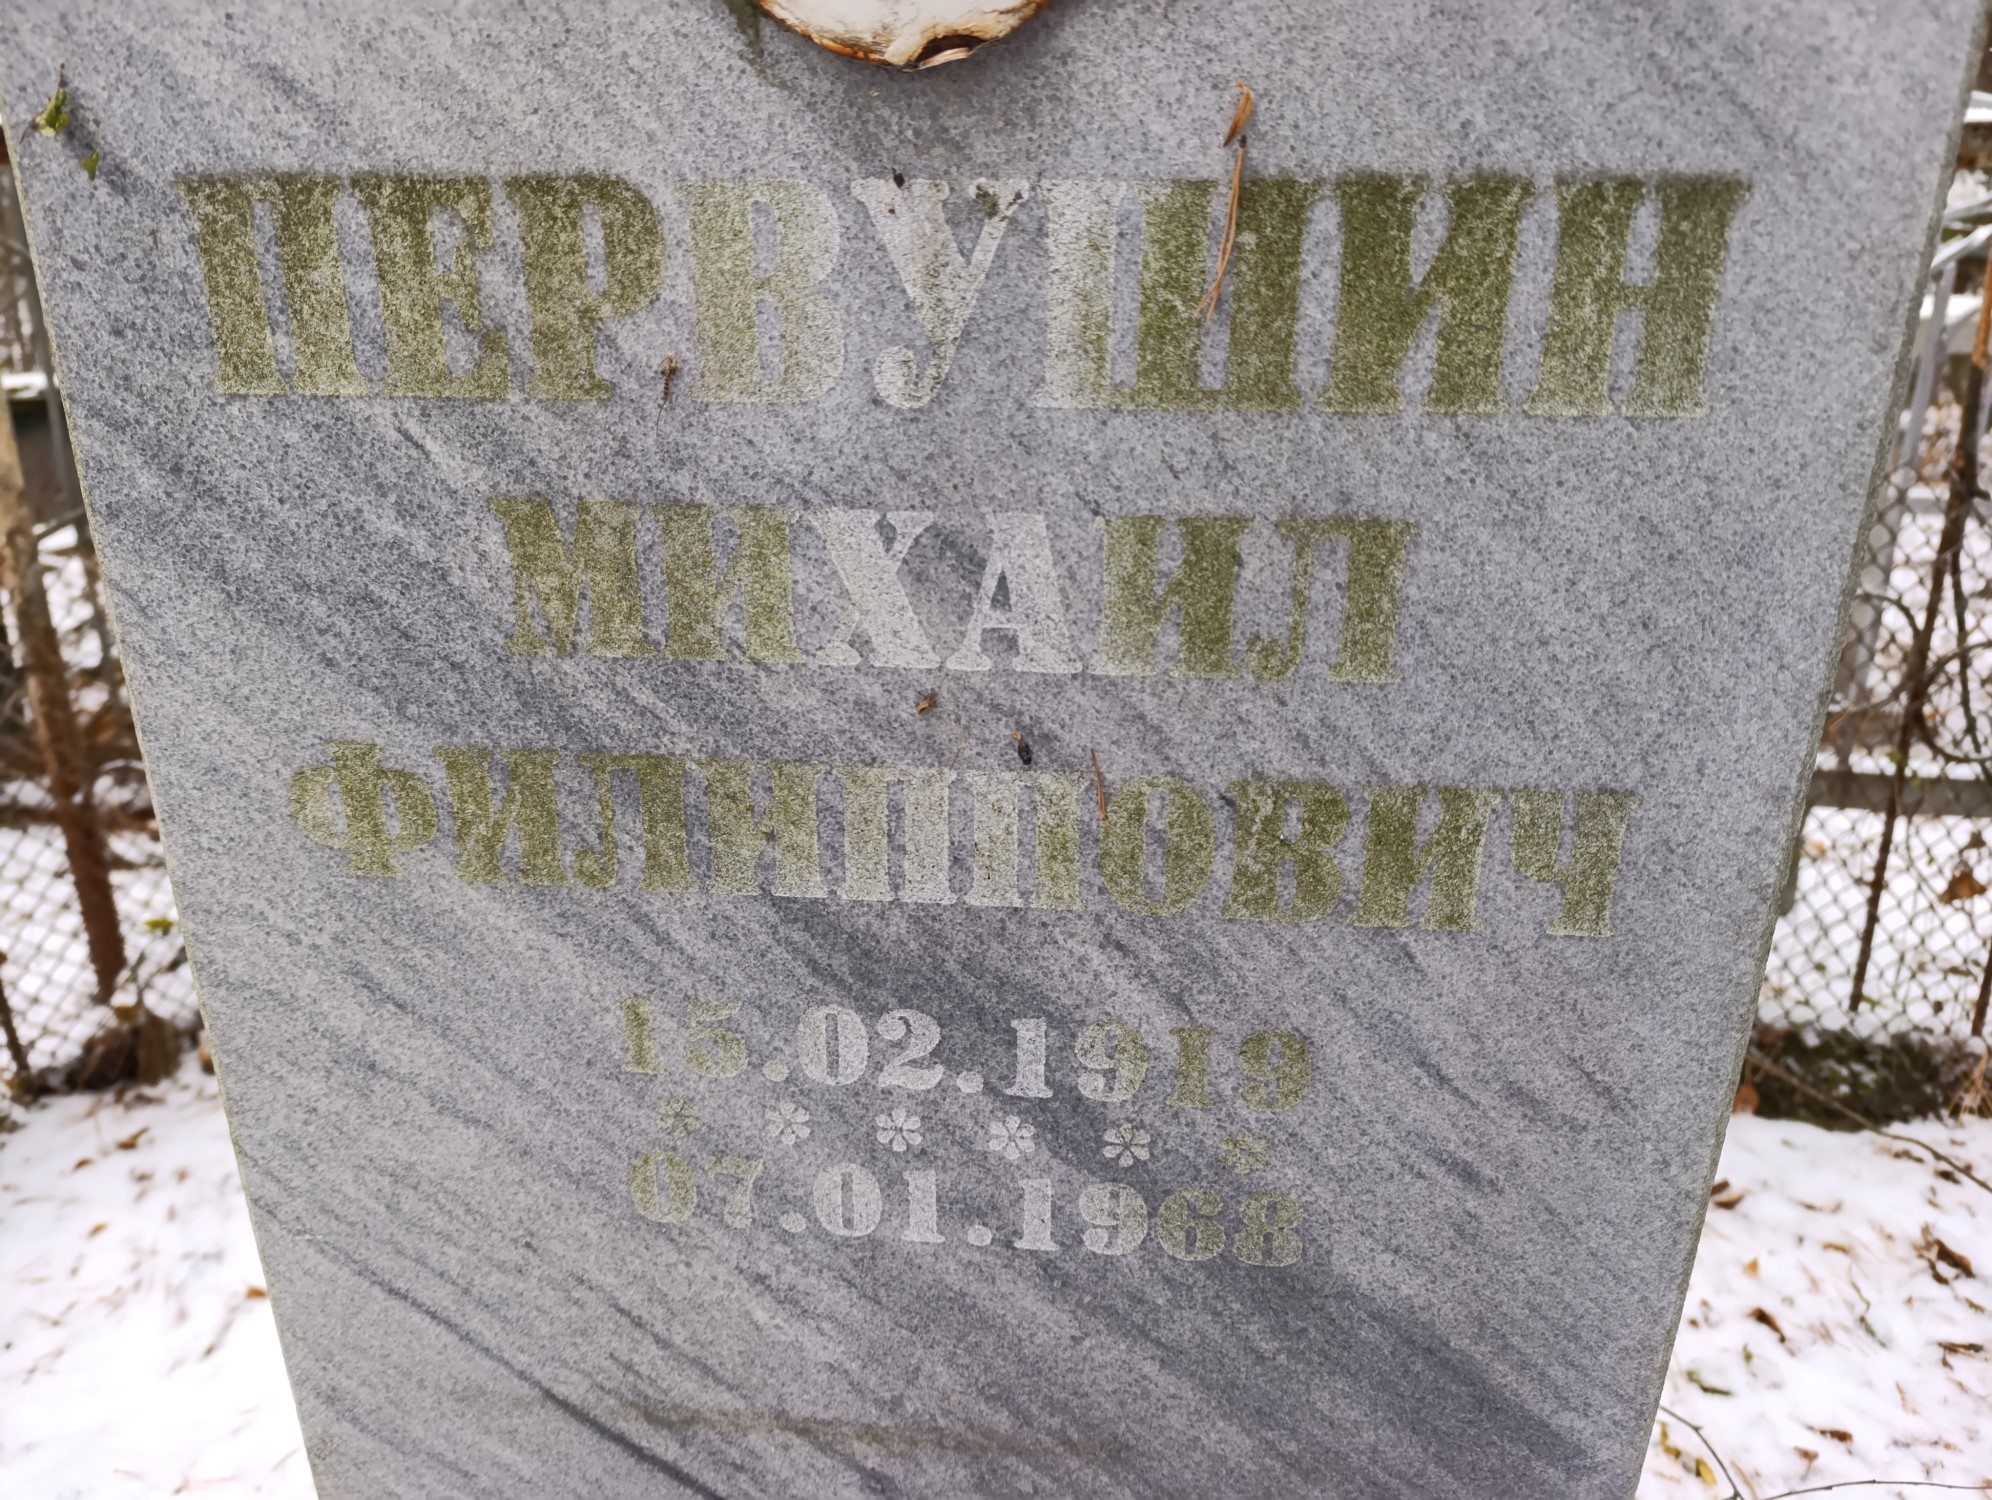 ПЕРВУШИН
МИХАИЛ
ФИЛИППОВИЧ
15.02.1919
******
07.01.1968